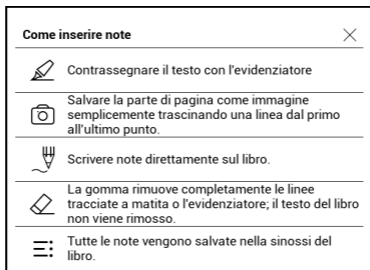 Come inserire note
Contrassegnare il testo con l'evidenziatore
Salvare la parte di pagina come immagine
semplicemente trascinando una linea dal primo
all'ultimo punto.
Scrivere note direttamente sul libro.
La gomma rimuove completamente le linee
tracciate a matita o l'evidenziatore; il testo del libro
non viene rimosso.
Tutte le note vengono salvate nella sinossi del
libro.